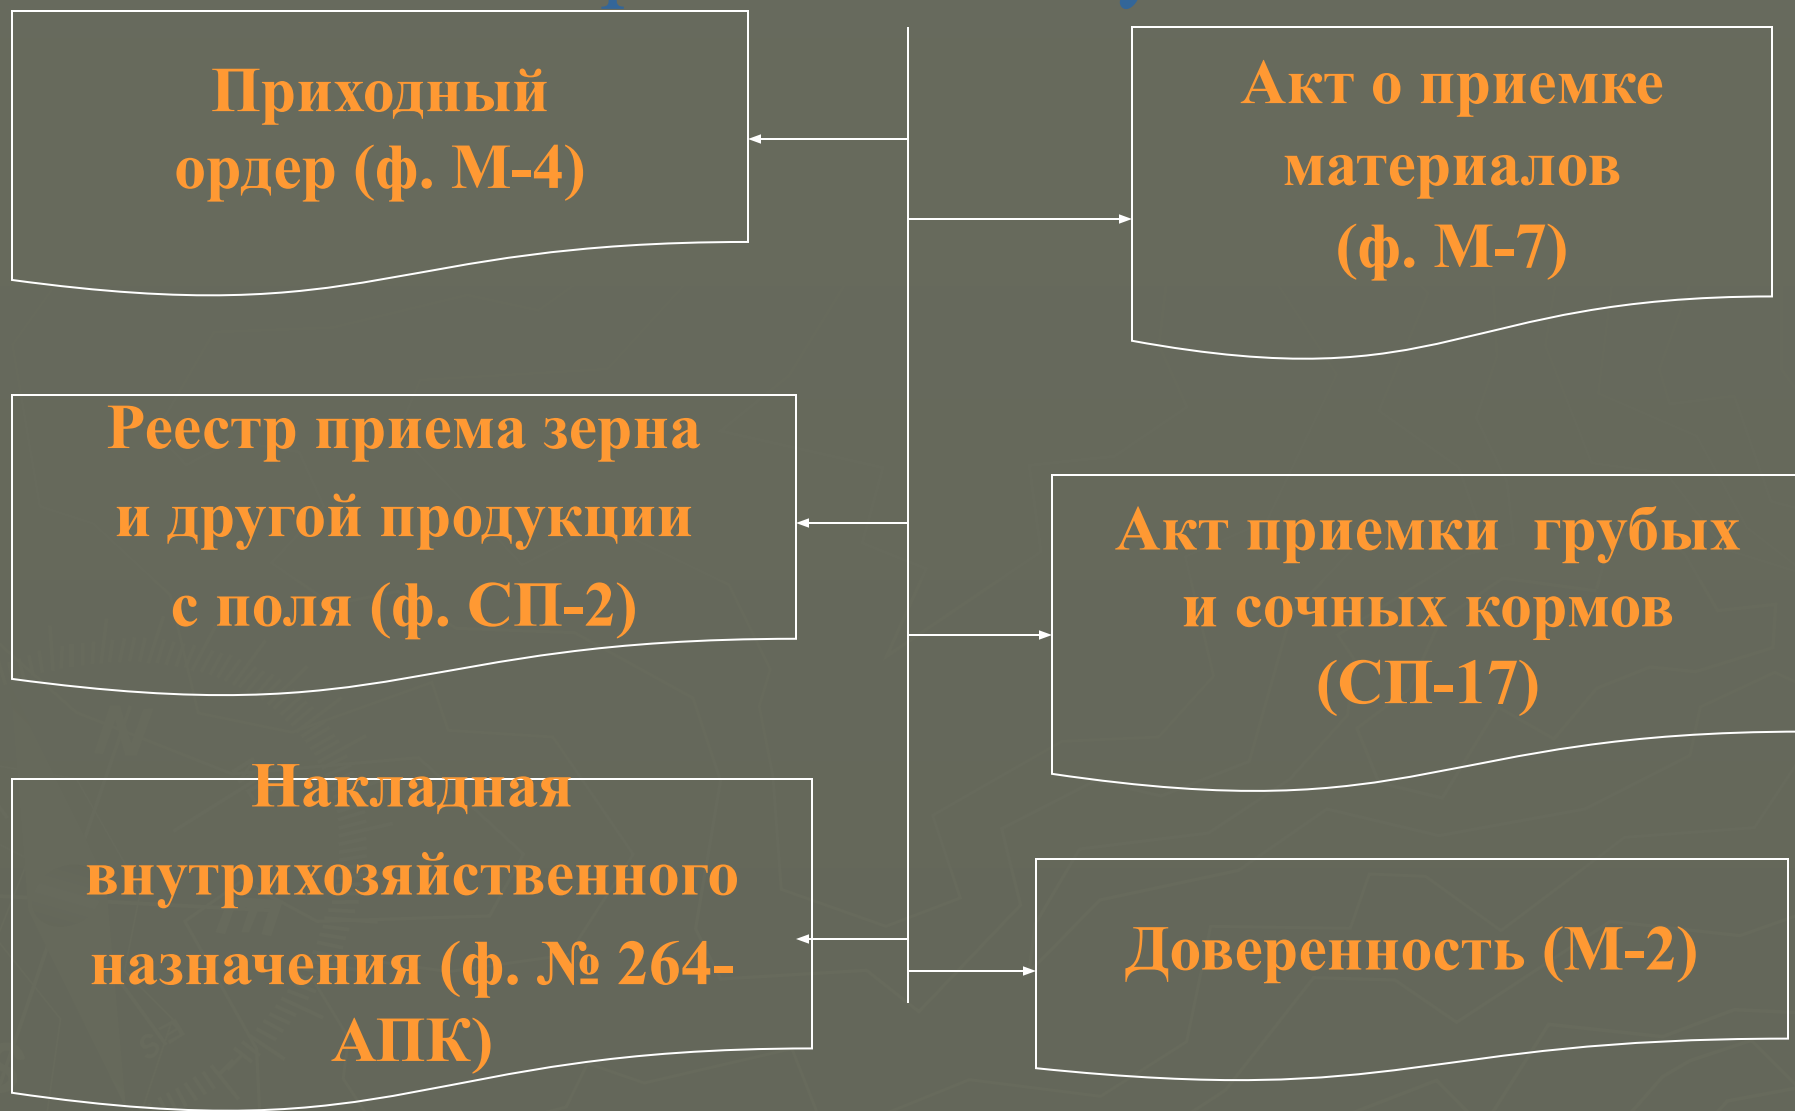 Приходный
ордер (ф. М-4)
Акт о приемке
материалов
(ф. М-7)
Реестр приема зерна
и другой продукции
с поля (ф. СП-2)
Акт приемки  грубых
и сочных кормов
(СП-17)
Накладная
внутрихозяйственного
назначения (ф. № 264-
АПК)
Доверенность (М-2)